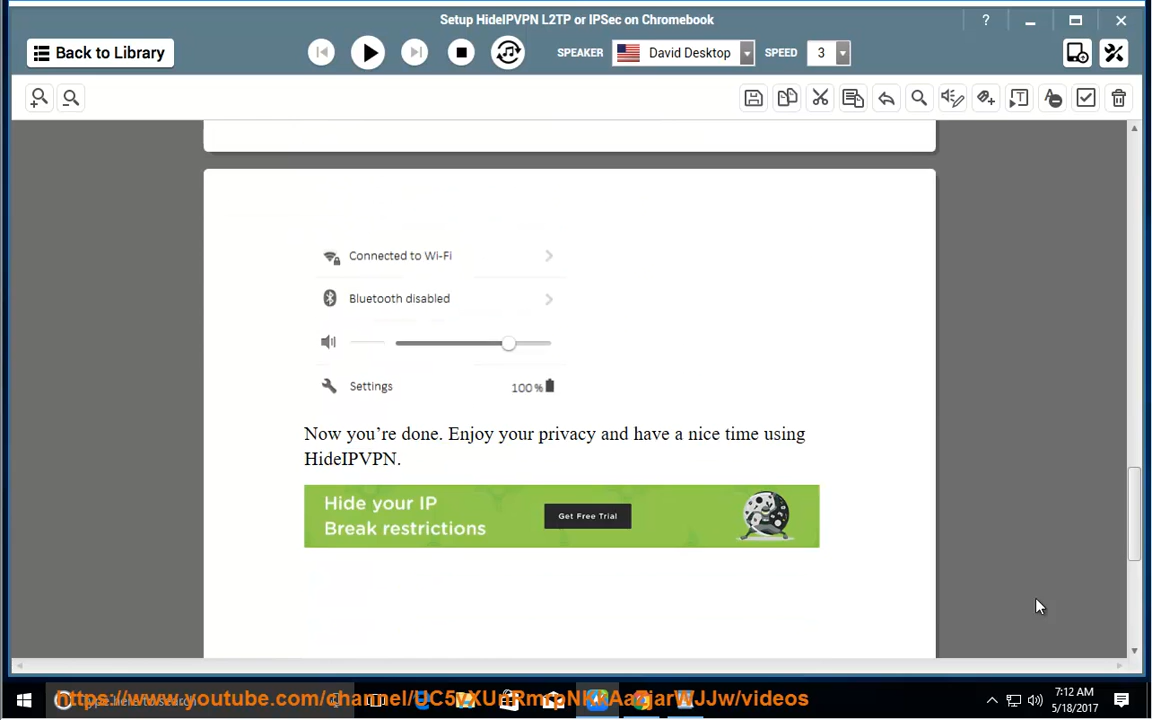 Setup HideIPVPN L2TP or IPSec on Chromebook
Back to Library
SPEAKER
David Desktop
SPEED
3
Connected to Wi-Fi
Bluetooth disabled
Settings
100%
Now you're done. Enjoy your privacy and have a nice time using
HideIPVPN.
Hide your IP
Break restrictions
Get Free Trial
7:12 AM
5/18/2017